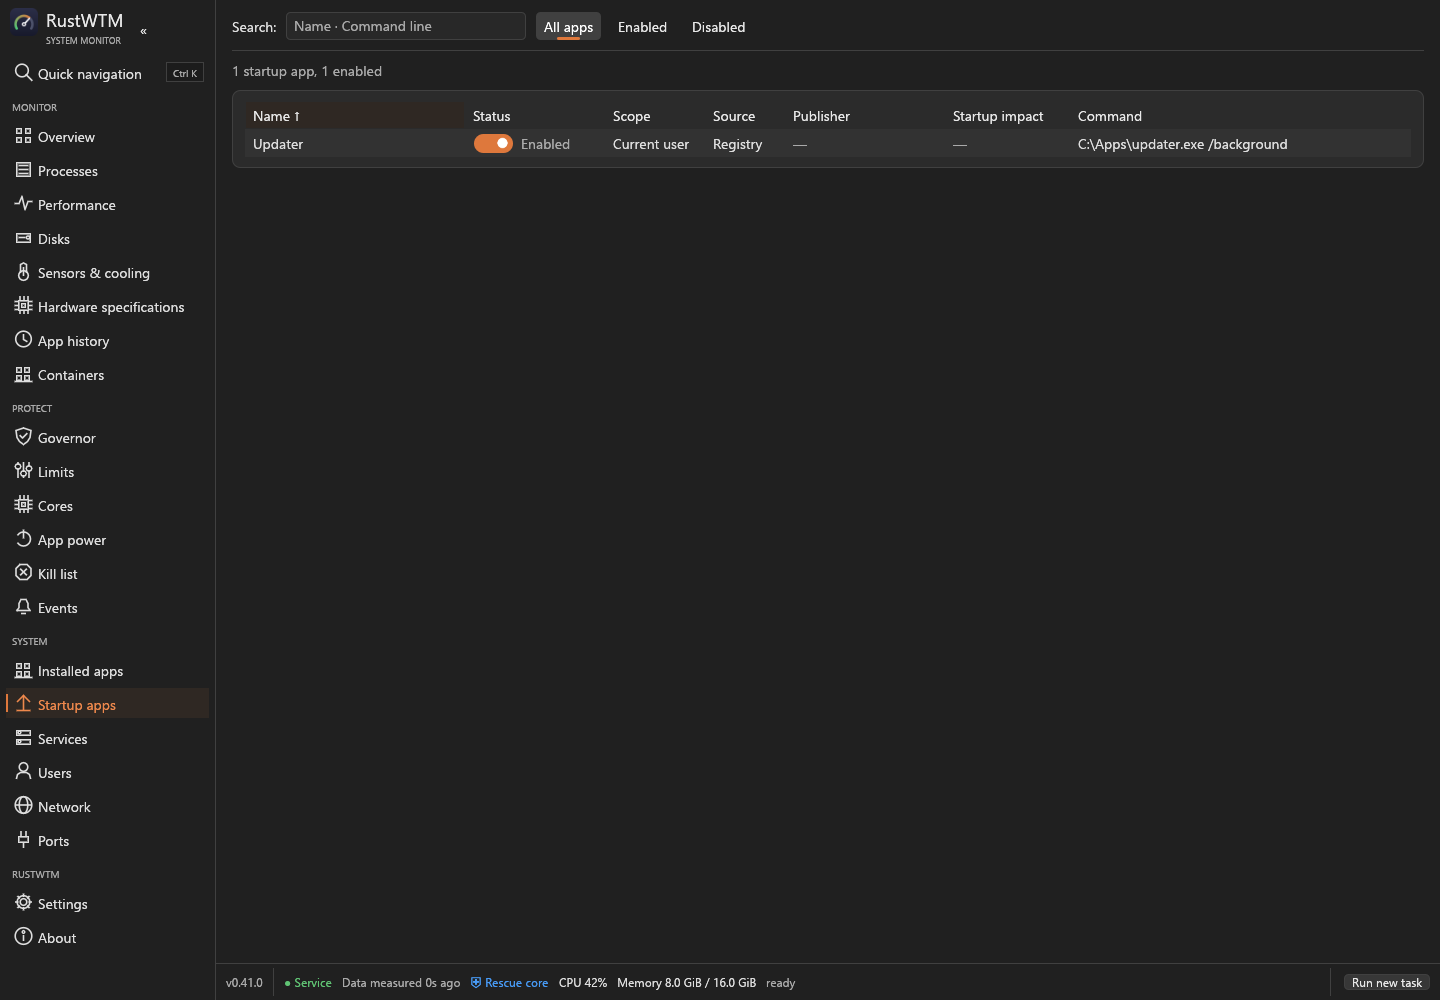 RustWTM
SYSTEM MONITOR
«
Quick navigation Ctrl K
MONITOR
Overview
Processes
Performance
Disks
Sensors & cooling
Hardware specifications
App history
Containers
PROTECT
Governor
Limits
Cores
App power
Kill list
Events
SYSTEM
Installed apps
Startup apps
Services
Users
Network
Ports
RUSTWTM
Settings
About
Search: Name · Command line All apps Enabled Disabled
1 startup app, 1 enabled
Name ↑ Status Scope Source Publisher Startup impact Command
Updater Enabled Current user Registry — — C:\Apps\updater.exe /background
v0.41.0 ● Service Data measured 0s ago Rescue core CPU 42% Memory 8.0 GiB / 16.0 GiB ready Run new task